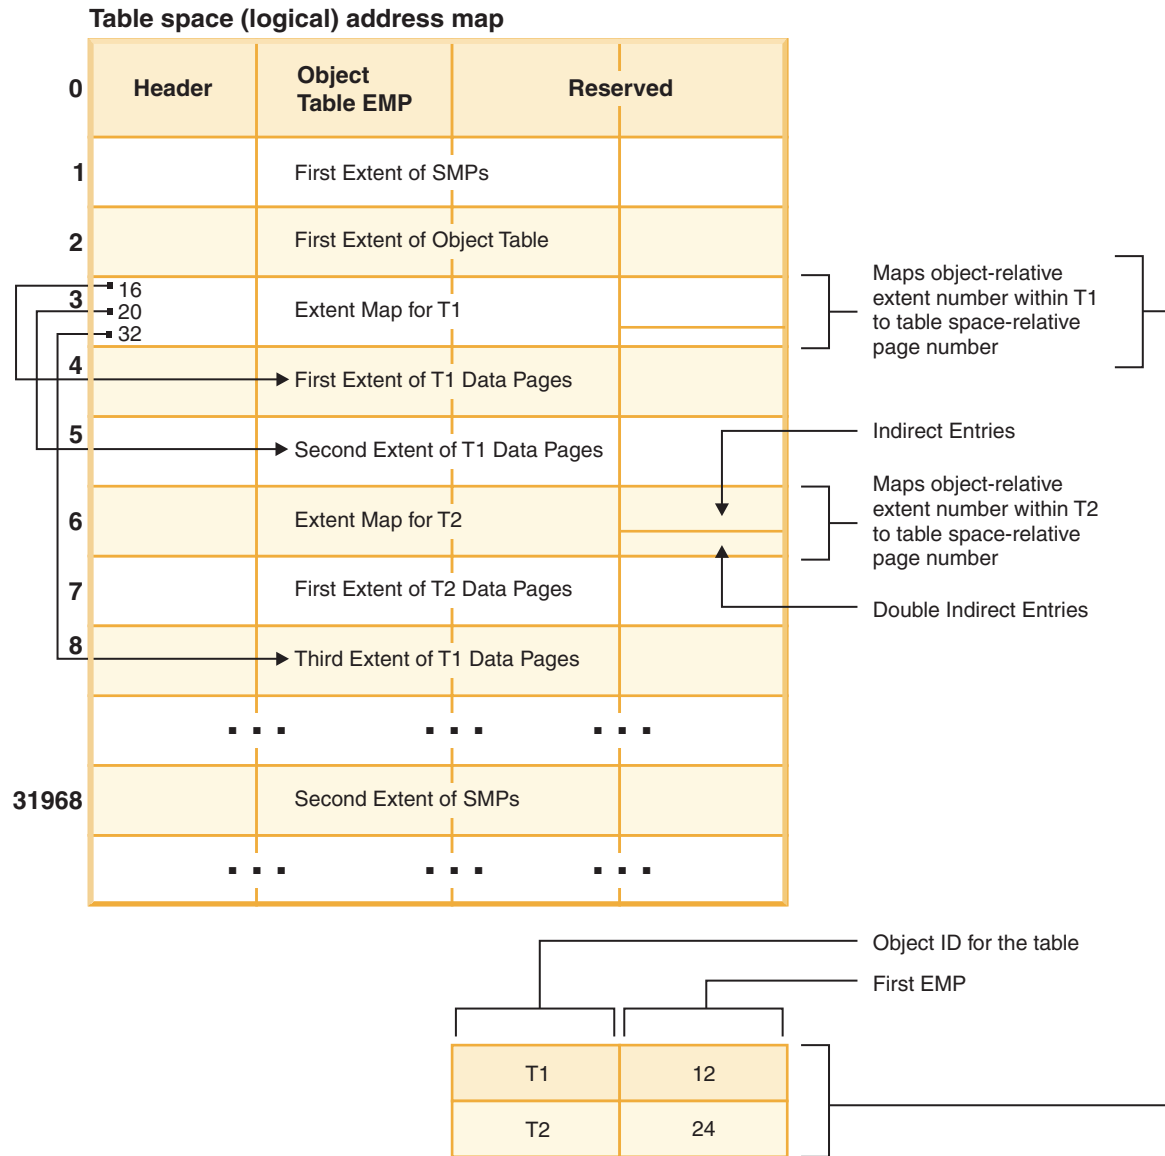 Table space (logical) address map
0
Header
Object
Table EMP
Reserved
1
First Extent of SMPs
2
First Extent of Object Table
3
16
20
32
Extent Map for T1
Maps object-relative
extent number within T1
to table space-relative
page number
4
First Extent of T1 Data Pages
5
Second Extent of T1 Data Pages
Indirect Entries
6
Extent Map for T2
Maps object-relative
extent number within T2
to table space-relative
page number
7
First Extent of T2 Data Pages
Double Indirect Entries
8
Third Extent of T1 Data Pages
31968
Second Extent of SMPs
Object ID for the table
First EMP
T1
12
T2
24